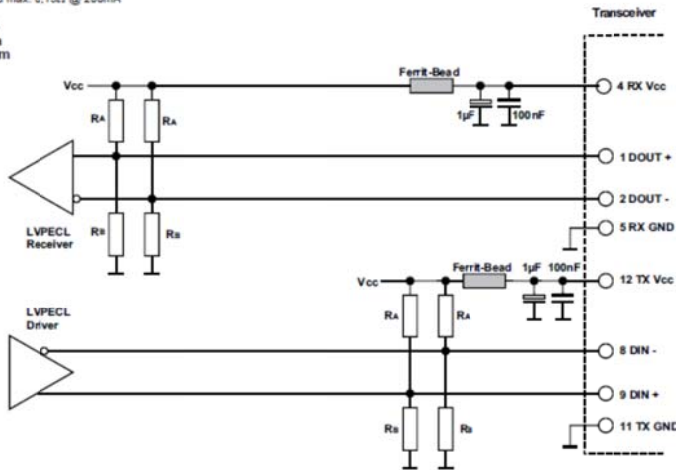 Transceiver
Vcc
Ferrit-Bead
4 RX Vcc
RA
RA
1µF
100nF
1 DOUT +
2 DOUT -
LVPECL
Receiver
RB
RB
5 RX GND
Vcc
Ferrit-Bead
1µF
100nF
12 TX Vcc
LVPECL
Driver
RA
RA
8 DIN -
9 DIN +
RB
RB
11 TX GND